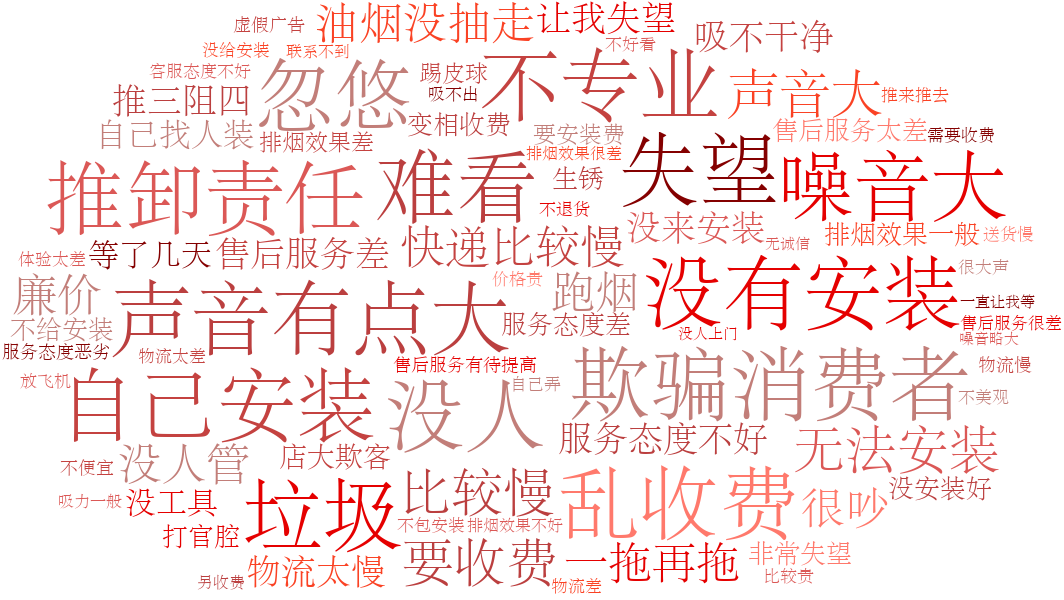 虚假广告
油烟没抽走
让我失望
没给安装
联系不到
不好看
吸不干净
客服态度不好
忽悠
踢皮球
不专业
声音大
推三阻四
吸不出
推来推去
自己找人装
排烟效果差
变相收费
要安装费
售后服务太差
需要收费
推卸责任
难看
排烟效果很差
生锈
失望
噪音大
不退货
等了几天
售后服务差
快递比较慢
没来安装
无诚信
排烟效果一般
送货慢
体验太差
廉价
声音有点大
价格贵
跑烟
没有安装
很大声
一直让我等
不给安装
服务态度差
没人上门
售后服务很差
噪音略大
服务态度恶劣
物流太差
售后服务有待提高
物流慢
放飞机
自己安装
没人
自己弄
欺骗消费者
不美观
不便宜
没人管
店大欺客
服务态度不好
无法安装
吸力一般
没工具
垃圾
比较慢
乱收费
很吵
没安装好
打官腔
不包安装
排烟效果不好
另收费
物流太慢
要收费
物流差
一拖再拖
非常失望
比较贵